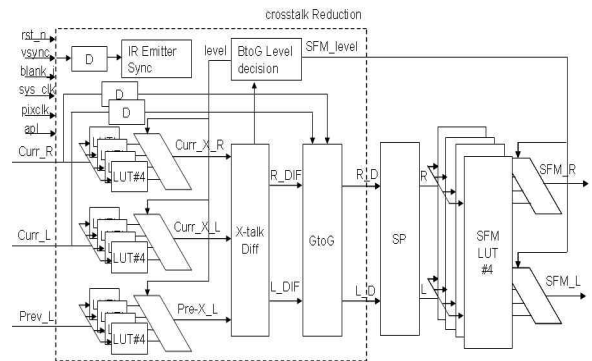 crosstalk Reduction
rst_n
vsync
blank_i
sys_clk
pixclk
apl
D
IR Emitter
Sync
level
BtoG Level
decision
SFM_level
D
D
Curr_R
LUT#4
Curr_X_R
R_DIF
R_D
R
SFM_R
Curr_L
LUT#4
Curr_X_L
X-talk
Diff
GtoG
SP
SFM
LUT
#4
Prev_L
LUT#4
Pre-X_L
L_DIF
L_D
L
SFM_L